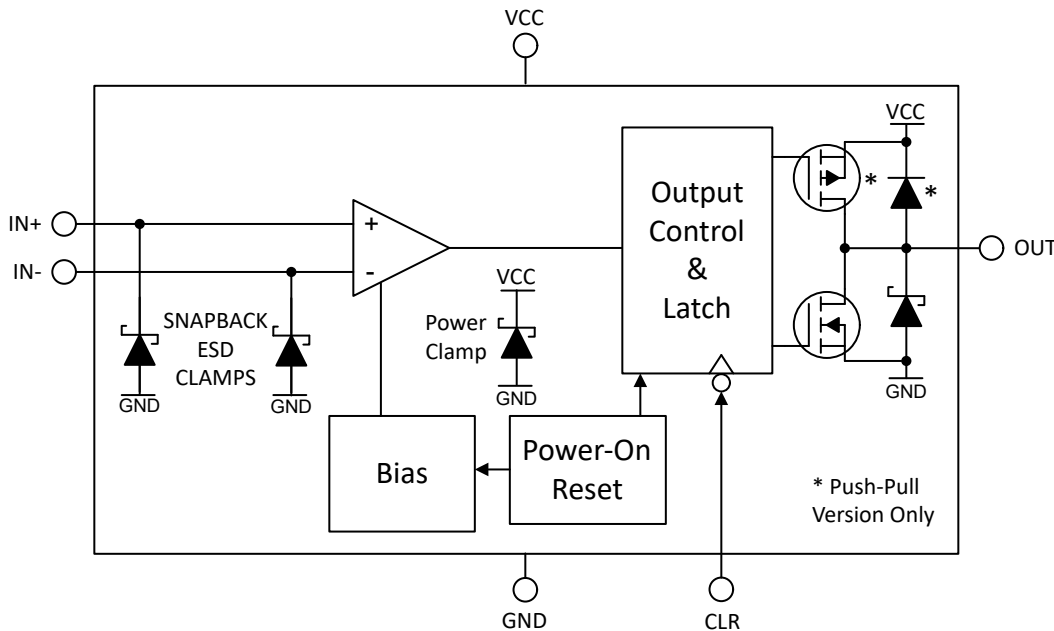 VCC
VCC
Output
Control
&
Latch
*
*
IN+
+
OUT
IN-
-
VCC
Power
Clamp
SNAPBACK
ESD
CLAMPS
GND
GND
GND
GND
Bias
Power-On
Reset
* Push-Pull
Version Only
GND
CLR